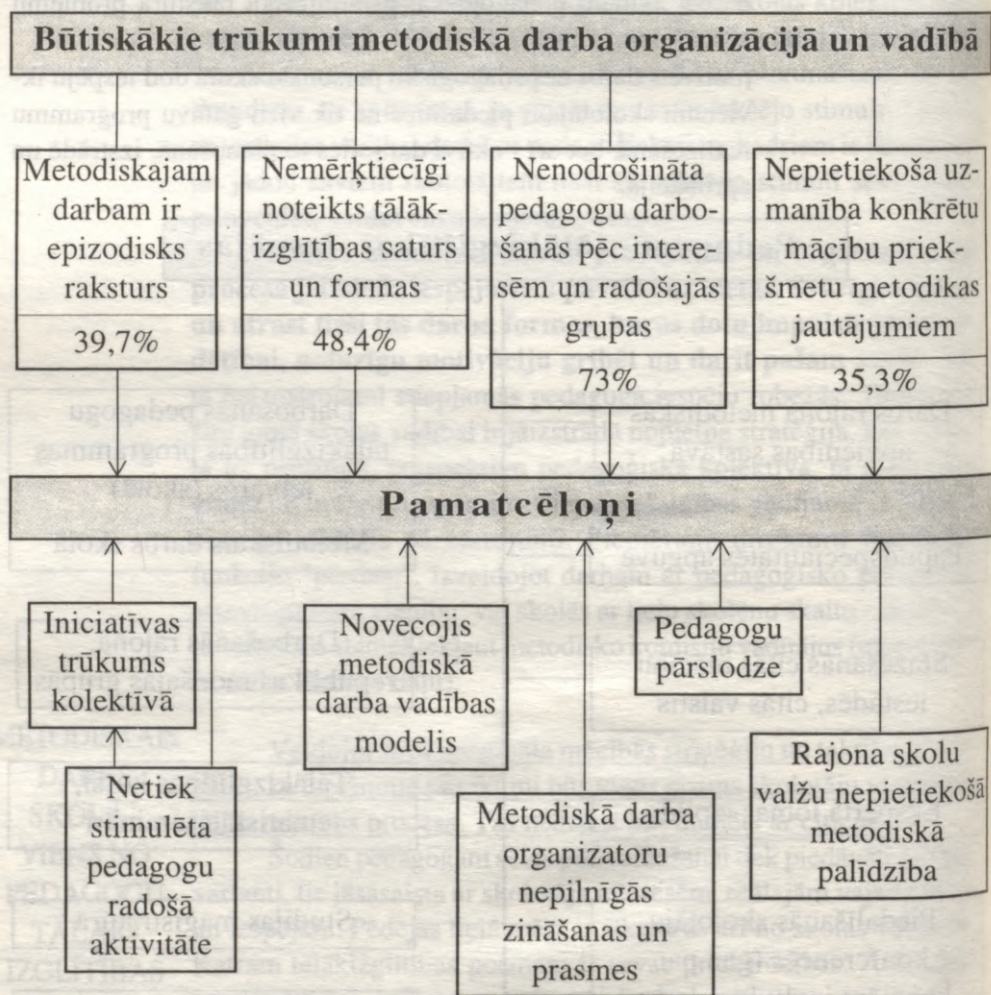 Būtiskākie trūkumi metodiskā darba organizācijā un vadībā
Metodiskajam
darbam ir
epizodisks
raksturs
39,7%
Nemērķtiecīgi
noteikts tālāk-
izglītības saturs
un formas
48,4%
Nenodrošināta
pedagogu darbo-
šanās pēc intere-
sēm un radošajās
grupās
73%
Nepietiekoša uz-
manība konkrētu
mācību priek-
šmetu metodikas
jautājumiem
35,3%
Pamatcēloņi
Iniciatīvas
trūkums
kolektīvā
Netiek
stimulēta
pedagogu
radošā
aktivitāte
Novecojis
metodiskā
darba vadības
modelis
Metodiskā darba
organizatoru
nepilnīgās
zināšanas un
prasmes
Pedagogu
pārslodze
Rajona skolu
valžu nepietiekošā
metodiskā
palīdzība